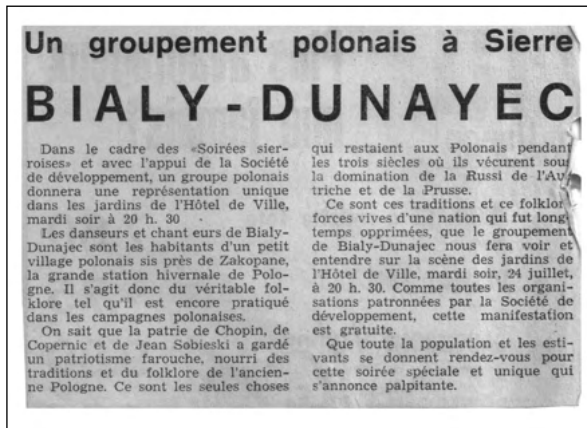 Un groupement polonais à Sierre
BIALY-DUNAYEC
Dans le cadre des «Soirées sier-
roises» et avec l'appui de la Société
de développement, un groupe polonais
donnera une représentation unique
dans les jardins de l'Hôtel de Ville,
mardi soir à 20 h. 30
Les danseurs et chant eurs de Bialy-
Dunajec sont les habitants d'un petit
village polonais sis près de Zakopane,
la grande station hivernale de Polo-
gne. Il s'agit donc du véritable fol-
klore tel qu'il est encore pratiqué
dans les campagnes polonaises.
On sait que la patrie de Chopin, de
Copernic et de Jean Sobieski a gardé
un patriotisme farouche, nourri des
traditions et du folklore de l'ancien-
ne Pologne. Ce sont les seules choses
qui restaient aux Polonais pendant
les trois siècles où ils vécurent sous
la domination de la Russi de l'Au-
triche et de la Prusse.
Ce sont ces traditions et ce folklor
forces vives d'une nation qui fut long-
temps opprimées, que le groupement
de Bialy-Dunajec nous fera voir et
entendre sur la scène des jardins de
l'Hôtel de Ville, mardi soir, 24 juillet,
à 20 h. 30. Comme toutes les organi-
sations patronnées par la Société de
développement, cette manifestation
est gratuite.
Que toute la population et les esti-
vants se donnent rendez-vous pour
cette soirée spéciale et unique qui
s'annonce palpitante.